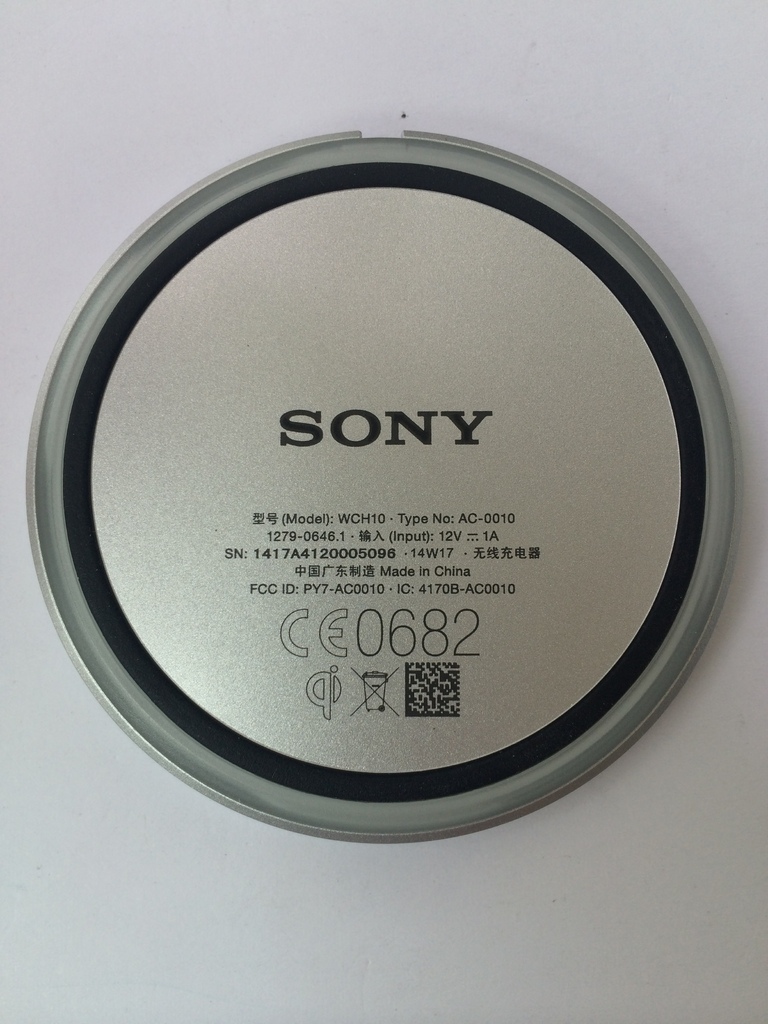 SONY
型号 (Model): WCH10 · Type No: AC-0010
1279-0646.1 · 输入 (Input): 12V ⎓ 1A
SN: 1417A4120005096 · 14W17 · 无线充电器
中国广东制造 Made in China
FCC ID: PY7-AC0010 · IC: 4170B-AC0010
CE0682
qi